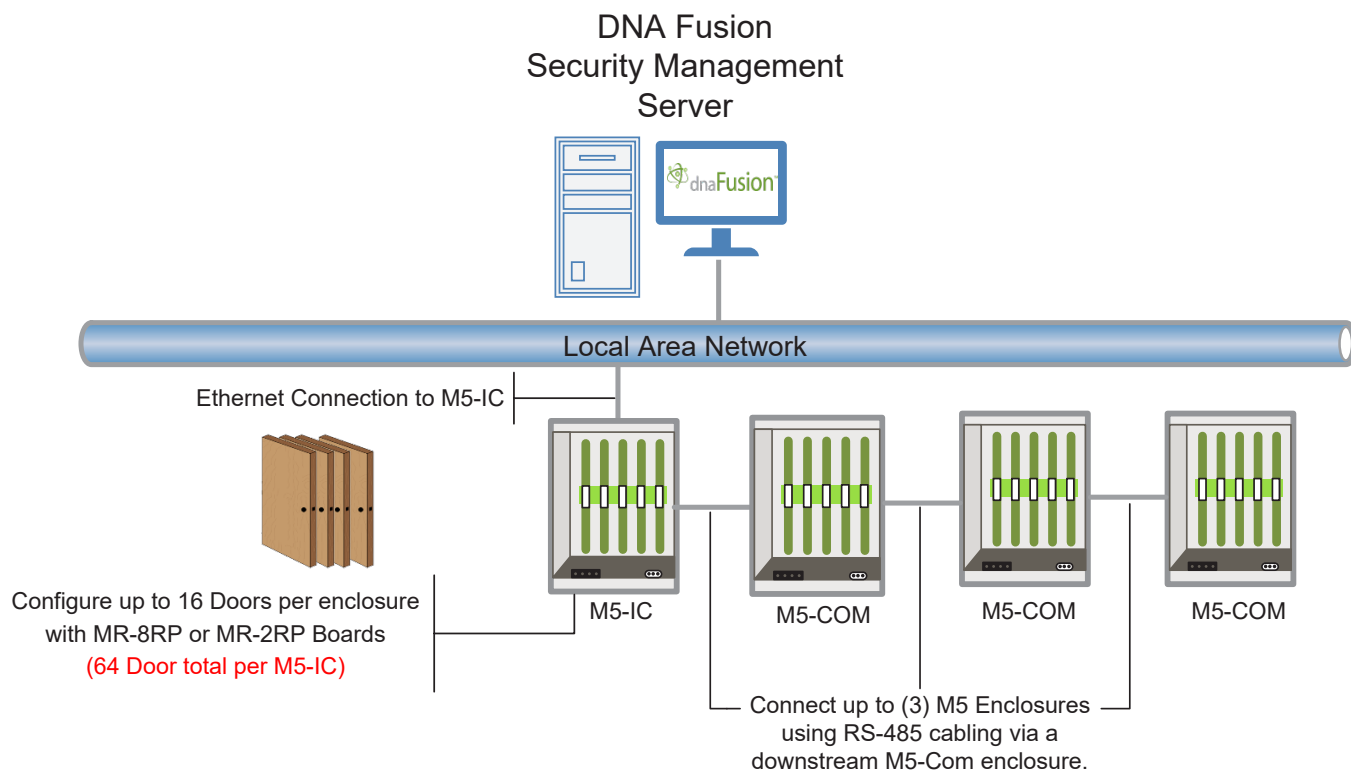 DNA Fusion
Security Management
Server
dnaFusion™
Local Area Network
Ethernet Connection to M5-IC
M5-IC
M5-COM
M5-COM
M5-COM
Configure up to 16 Doors per enclosure
with MR-8RP or MR-2RP Boards
(64 Door total per M5-IC)
Connect up to (3) M5 Enclosures
using RS-485 cabling via a
downstream M5-Com enclosure.